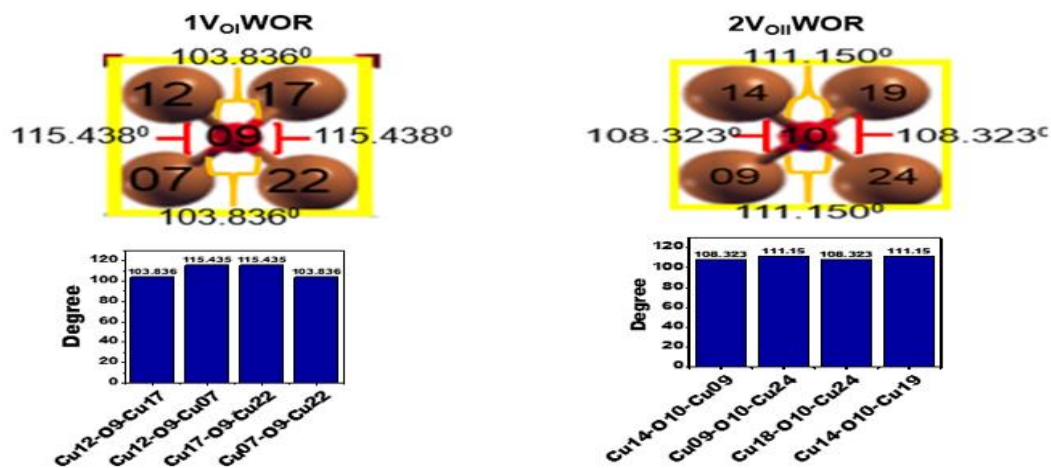 1V_OI WOR
103.836⁰
12 17
115.438⁰ 09 115.438⁰
07 22
103.836⁰
Degree
120
100
80
60
40
20
0
103.836 115.435 115.435 103.836
Cu12-O9-Cu17
Cu12-O9-Cu07
Cu17-O9-Cu22
Cu07-O9-Cu22
2V_OII WOR
111.150⁰
14 19
108.323⁰ 10 108.323⁰
09 24
111.150⁰
Degree
120
100
80
60
40
20
0
108.323 111.15 108.323 111.15
Cu14-O10-Cu09
Cu09-O10-Cu24
Cu18-O10-Cu24
Cu14-O10-Cu19